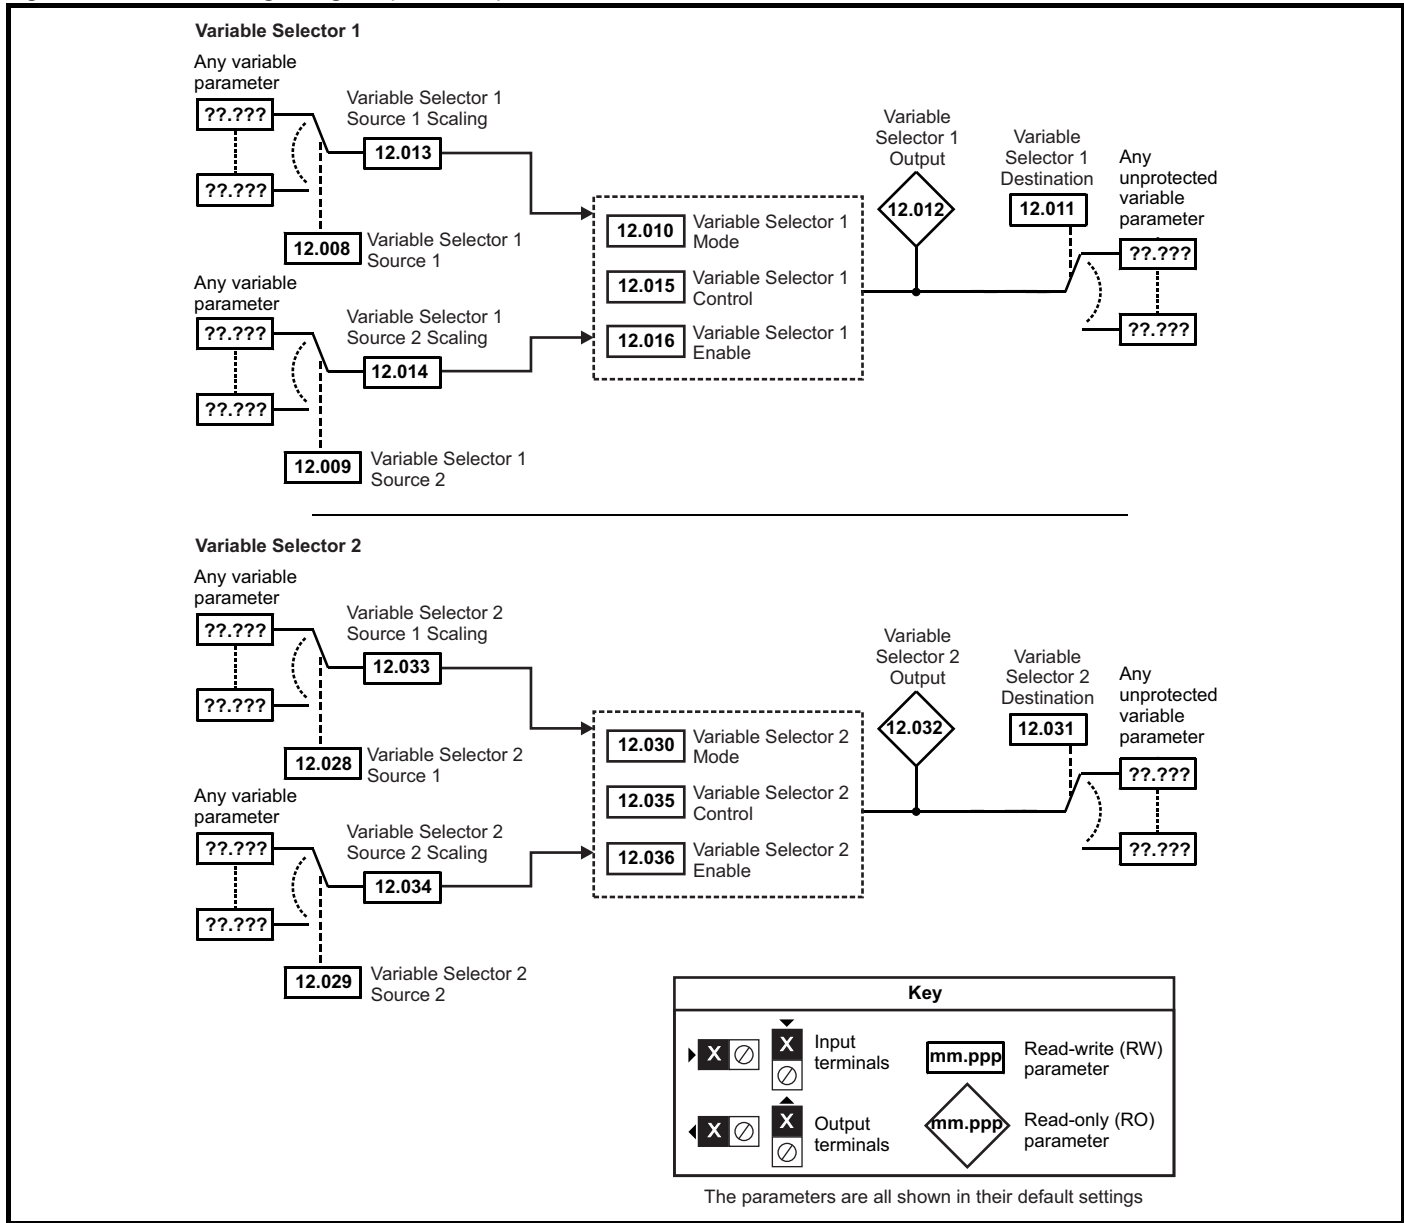 Variable Selector 1
Any variable
parameter
??.???
??.???
Variable Selector 1
Source 1 Scaling
12.013
12.008
Variable Selector 1
Source 1
Any variable
parameter
??.???
??.???
Variable Selector 1
Source 2 Scaling
12.014
12.009
Variable Selector 1
Source 2
12.010
Variable Selector 1
Mode
12.015
Variable Selector 1
Control
12.016
Variable Selector 1
Enable
Variable
Selector 1
Output
12.012
Variable
Selector 1
Destination
12.011
Any
unprotected
variable
parameter
??.???
??.???
Variable Selector 2
Any variable
parameter
??.???
??.???
Variable Selector 2
Source 1 Scaling
12.033
12.028
Variable Selector 2
Source 1
Any variable
parameter
??.???
??.???
Variable Selector 2
Source 2 Scaling
12.034
12.029
Variable Selector 2
Source 2
12.030
Variable Selector 2
Mode
12.035
Variable Selector 2
Control
12.036
Variable Selector 2
Enable
Variable
Selector 2
Output
12.032
Variable
Selector 2
Destination
12.031
Any
unprotected
variable
parameter
??.???
??.???
Key
X
X
Input
terminals
mm.ppp
Read-write (RW)
parameter
X
X
Output
terminals
mm.ppp
Read-only (RO)
parameter
The parameters are all shown in their default settings